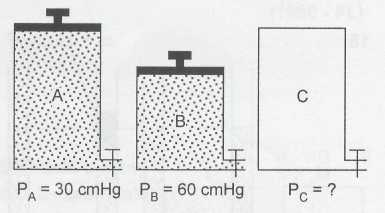 A
B
C
P_A = 30 cmHg
P_B = 60 cmHg
P_C = ?